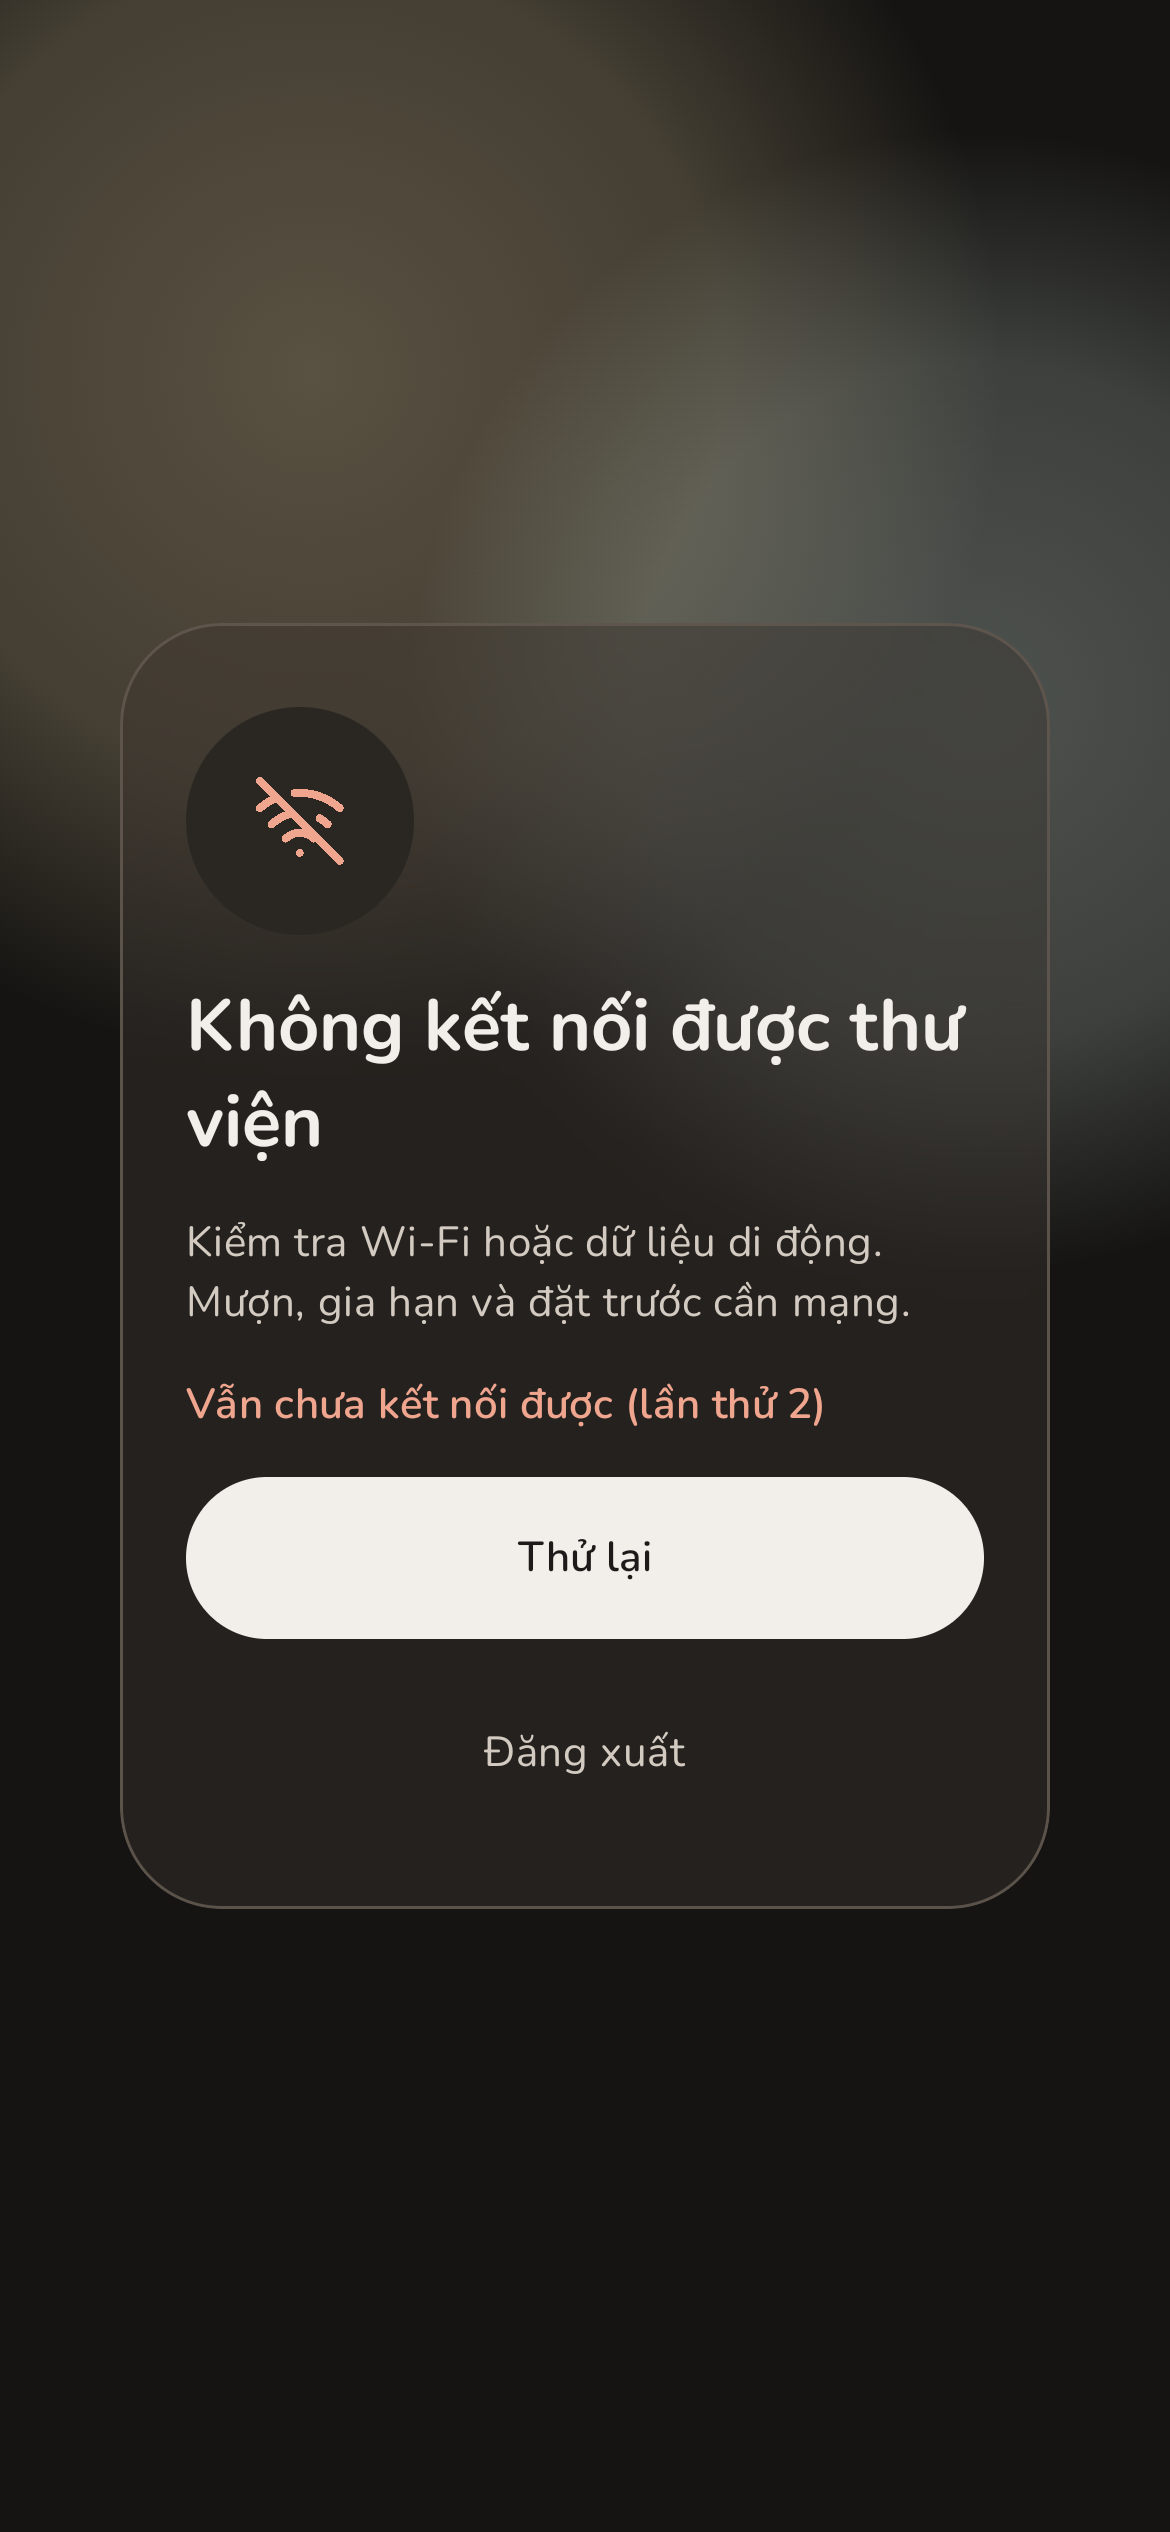 Không kết nối được thư
viện
Kiểm tra Wi-Fi hoặc dữ liệu di động.
Mượn, gia hạn và đặt trước cần mạng.
Vẫn chưa kết nối được (lần thử 2)
Thử lại
Đăng xuất